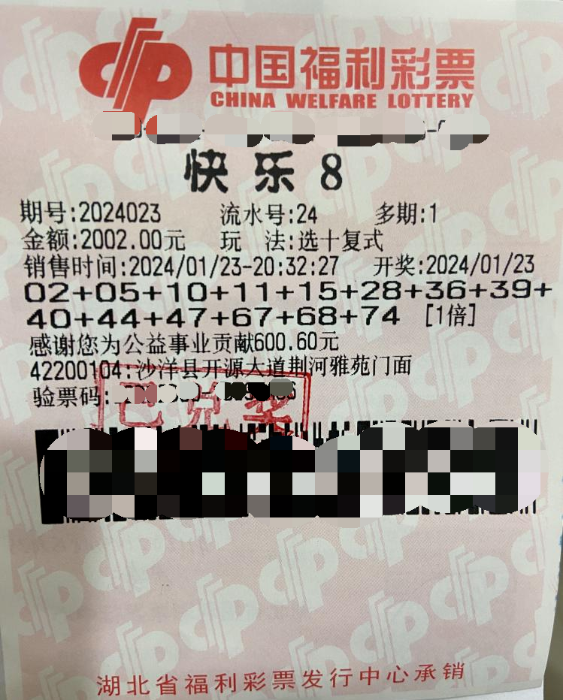 中国福利彩票
CHINA WELFARE LOTTERY
快乐8
期号:2024023 流水号:24 多期:1
金额:2002.00元 玩 法:选十复式
销售时间:2024/01/23-20:32:27 开奖:2024/01/23
02+05+10+11+15+28+36+39+
40+44+47+67+68+74 [1倍]
感谢您为公益事业贡献600.60元
42200104:沙洋县开源大道荆河雅苑门面
验票码:
已兑奖
湖北省福利彩票发行中心承销